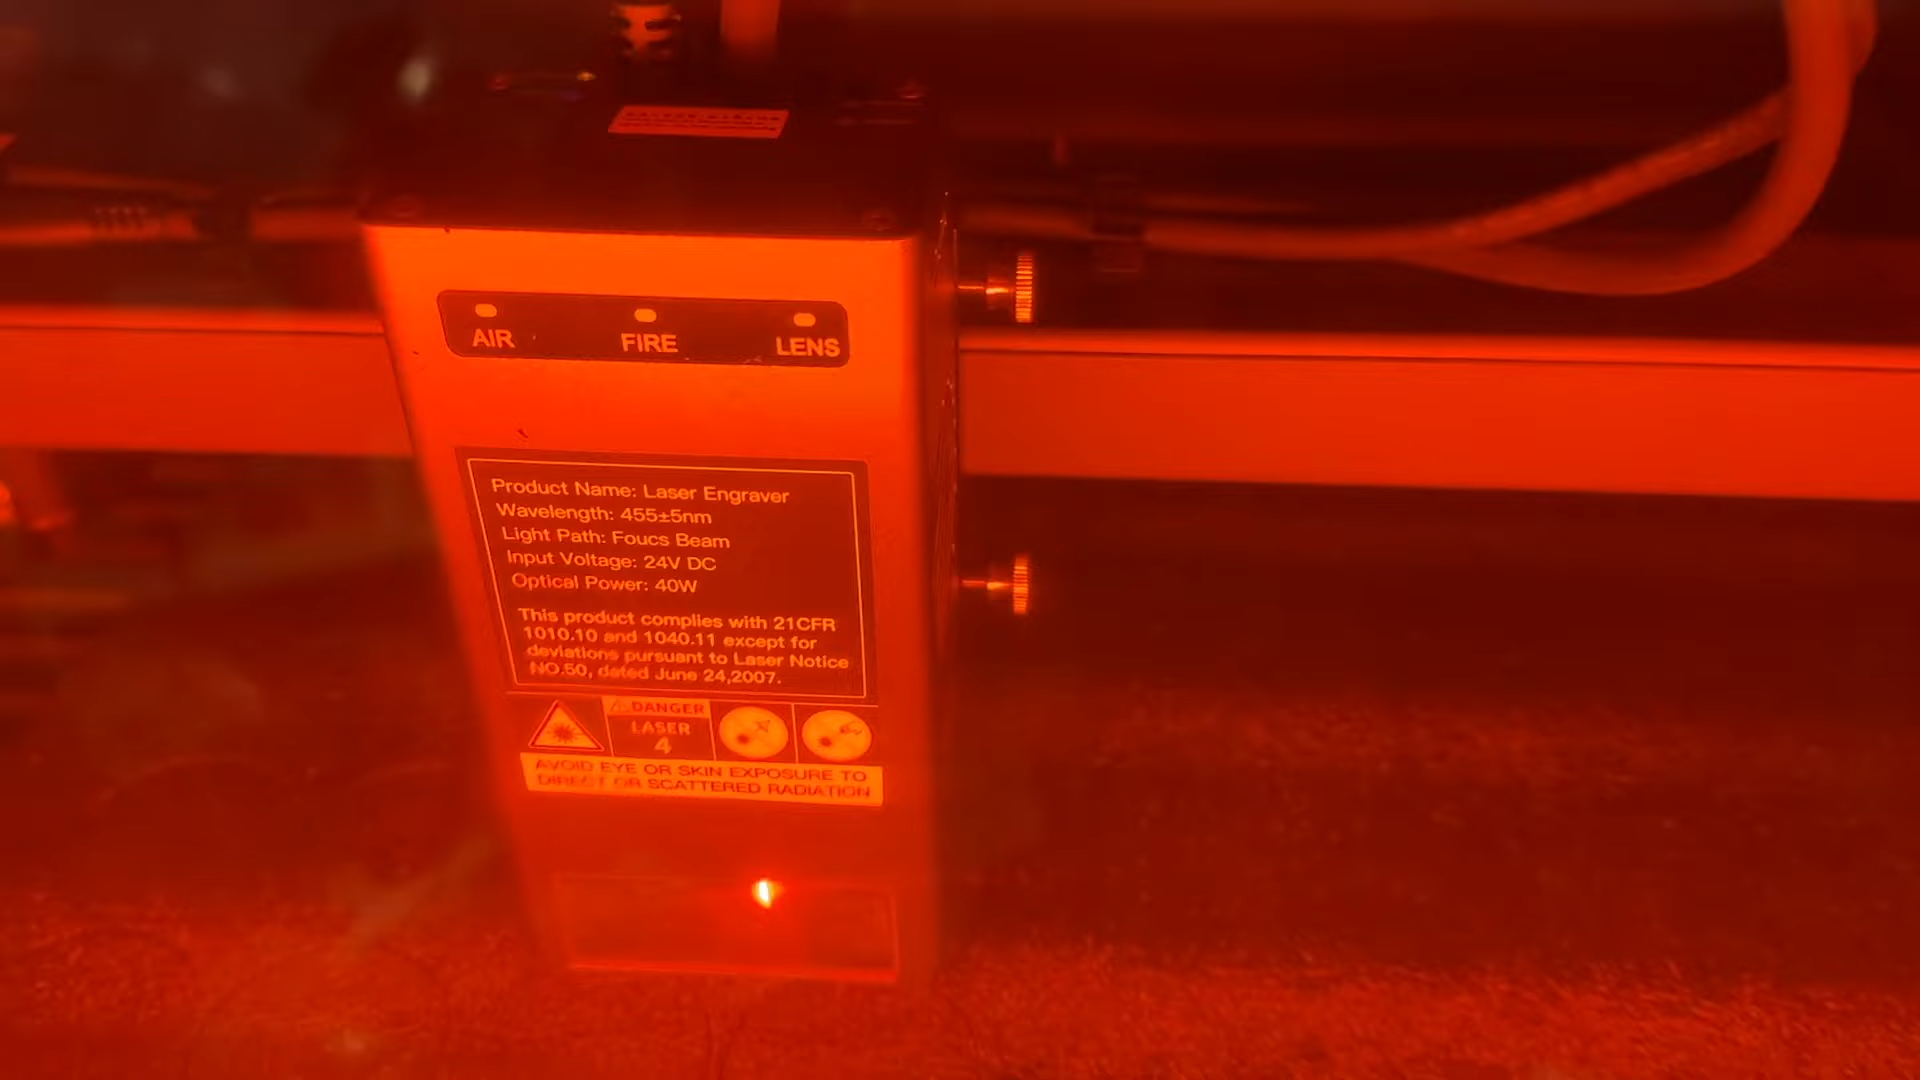 AIR FIRE LENS
Product Name: Laser Engraver
Wavelength: 455±5nm
Light Path: Foucs Beam
Input Voltage: 24V DC
Optical Power: 40W
This product complies with 21CFR
1010.10 and 1040.11 except for
deviations pursuant to Laser Notice
NO.50, dated June 24,2007.
DANGER
LASER
4
AVOID EYE OR SKIN EXPOSURE TO
DIRECT OR SCATTERED RADIATION